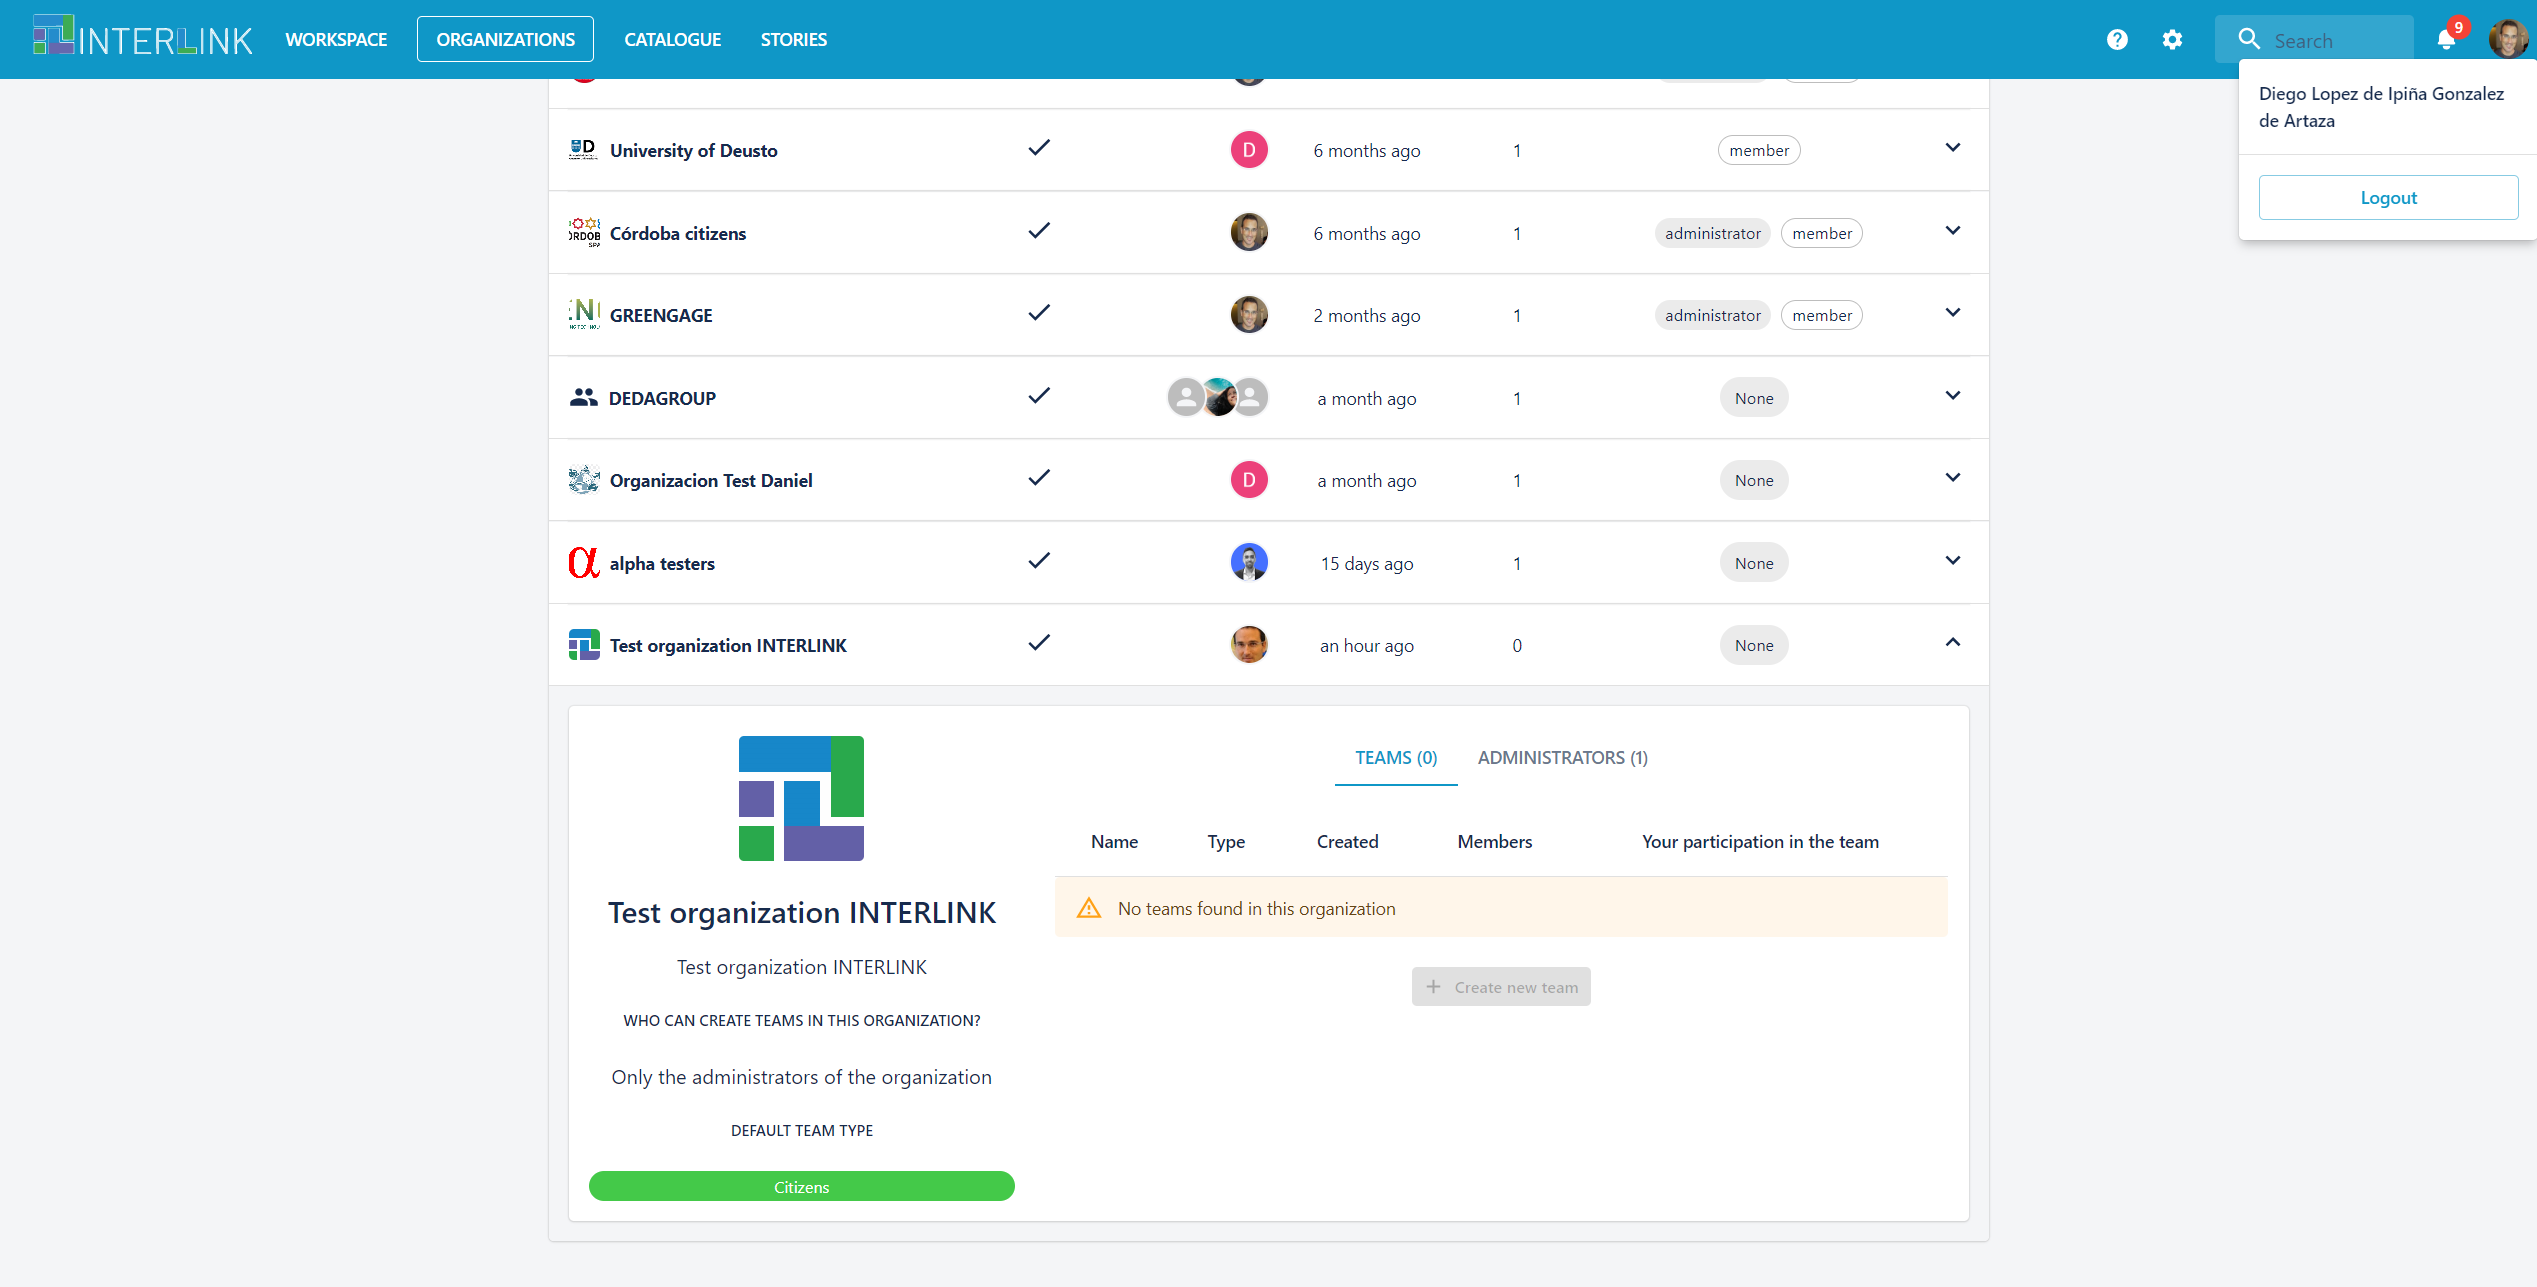 INTERLINK WORKSPACE ORGANIZATIONS CATALOGUE STORIES Search 9
Diego Lopez de Ipiña Gonzalez
de Artaza
Logout
University of Deusto D 6 months ago 1 member
Córdoba citizens 6 months ago 1 administrator member
GREENGAGE 2 months ago 1 administrator member
DEDAGROUP a month ago 1 None
Organizacion Test Daniel D a month ago 1 None
α alpha testers 15 days ago 1 None
Test organization INTERLINK an hour ago 0 None
TEAMS (0) ADMINISTRATORS (1)
Name Type Created Members Your participation in the team
No teams found in this organization
+ Create new team
Test organization INTERLINK
Test organization INTERLINK
WHO CAN CREATE TEAMS IN THIS ORGANIZATION?
Only the administrators of the organization
DEFAULT TEAM TYPE
Citizens